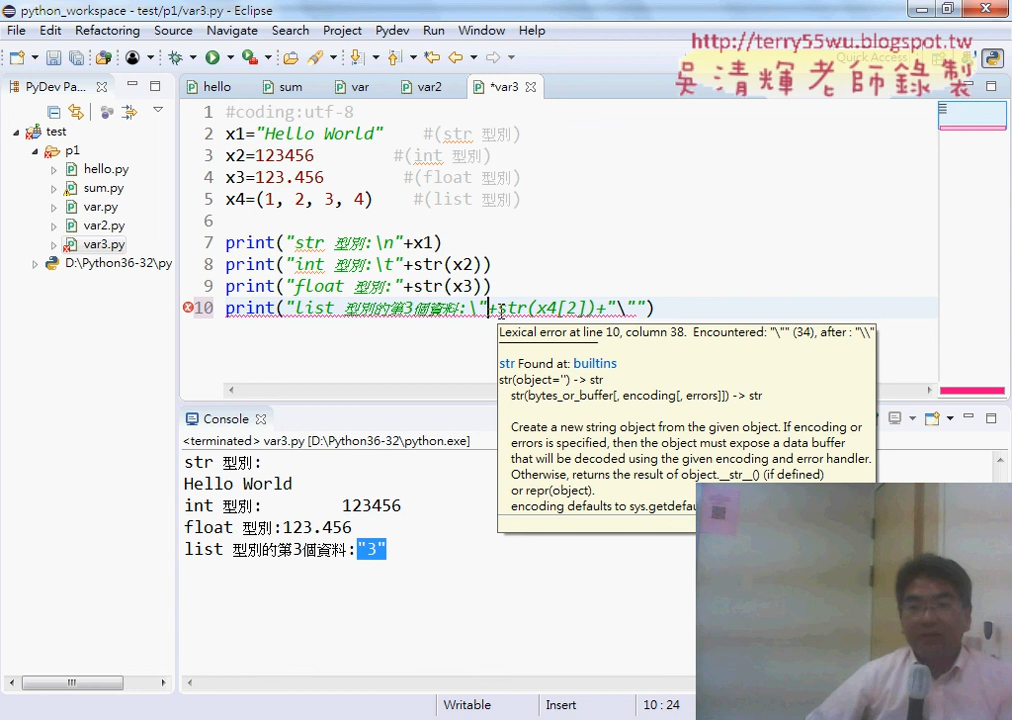 python_workspace - test/p1/var3.py - Eclipse
File Edit Refactoring Source Navigate Search Project Pydev Run Window Help
http://terry55wu.blogspot.tw
Quick Access
吳清輝老師錄製
PyDev Pa...
hello sum var var2 *var3
test
p1
hello.py
sum.py
var.py
var2.py
var3.py
D:\Python36-32\py
1 #coding:utf-8
2 x1="Hello World" #(str 型別)
3 x2=123456 #(int 型別)
4 x3=123.456 #(float 型別)
5 x4=(1, 2, 3, 4) #(list 型別)
6
7 print("str 型別:\n"+x1)
8 print("int 型別:\t"+str(x2))
9 print("float 型別:"+str(x3))
10 print("list 型別的第3個資料:\"+str(x4[2])+"\"")
Lexical error at line 10, column 38. Encountered: "\"" (34), after : "\\"
str Found at: builtins
str(object='') -> str
str(bytes_or_buffer[, encoding[, errors]]) -> str
Create a new string object from the given object. If encoding or
errors is specified, then the object must expose a data buffer
that will be decoded using the given encoding and error handler.
Otherwise, returns the result of object.__str__() (if defined)
or repr(object).
encoding defaults to sys.getdefau
Console
<terminated> var3.py [D:\Python36-32\python.exe]
str 型別:
Hello World
int 型別: 123456
float 型別:123.456
list 型別的第3個資料:"3"
Writable Insert 10 : 24